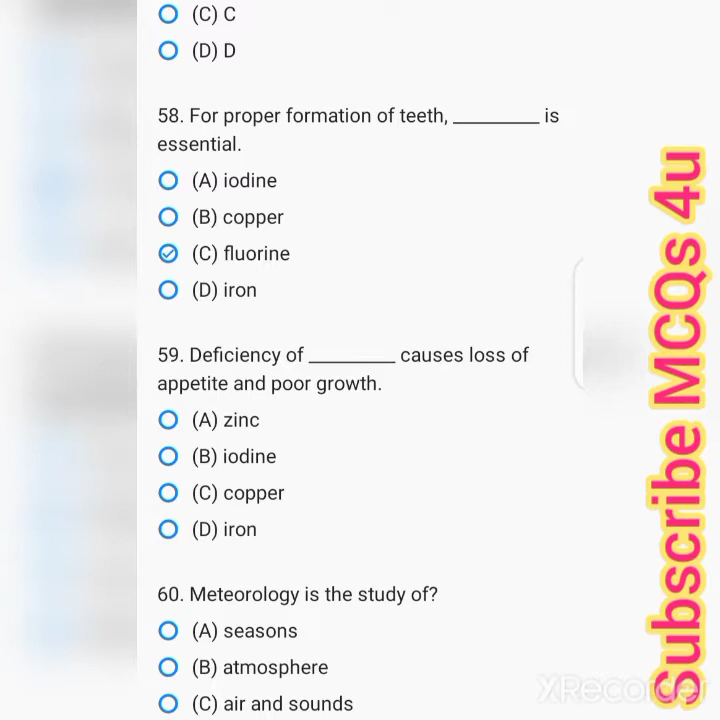 (C) C
(D) D
58. For proper formation of teeth, _________ is
essential.
(A) iodine
(B) copper
(C) fluorine
(D) iron
59. Deficiency of _________ causes loss of
appetite and poor growth.
(A) zinc
(B) iodine
(C) copper
(D) iron
60. Meteorology is the study of?
(A) seasons
(B) atmosphere
(C) air and sounds
Subscribe MCQs 4u
XRecorder